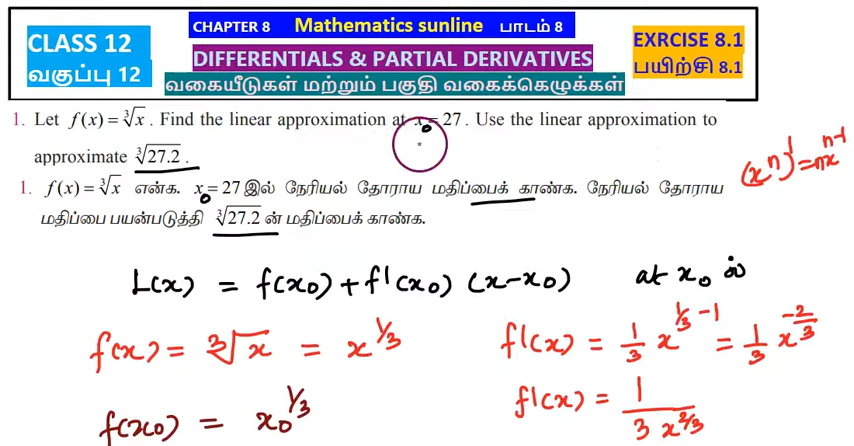 CLASS 12
வகுப்பு 12
CHAPTER 8 Mathematics sunline பாடம் 8
DIFFERENTIALS & PARTIAL DERIVATIVES
வகையீடுகள் மற்றும் பகுதி வகைக்கெழுக்கள்
EXRCISE 8.1
பயிற்சி 8.1
1. Let f(x) = ∛x. Find the linear approximation at x₀ = 27. Use the linear approximation to
approximate ∛27.2.
(xⁿ)' = nxⁿ⁻¹
1. f(x) = ∛x என்க. x₀ = 27 இல் நேரியல் தோராய மதிப்பைக் காண்க. நேரியல் தோராய
மதிப்பை பயன்படுத்தி ∛27.2 ன் மதிப்பைக் காண்க.
L(x) = f(x₀) + f'(x₀) (x-x₀) at x₀ ல்
f(x) = ∛x = x^{1/3}
f'(x) = 1/3 x^{1/3 - 1} = 1/3 x^{-2/3}
f(x₀) = x₀^{1/3}
f'(x) = 1/(3 x^{2/3})